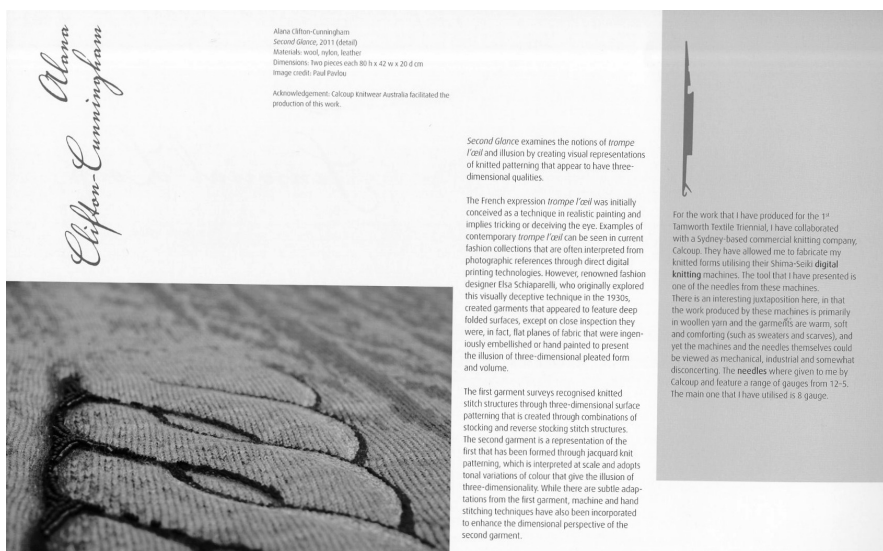 Alana
Clifton-Cunningham
Alana Clifton-Cunningham
Second Glance, 2011 (detail)
Materials: wool, nylon, leather
Dimensions: Two pieces each 80 h x 42 w x 20 d cm
Image credit: Paul Pavlou
Acknowledgement: Calcoup Knitwear Australia facilitated the
production of this work.
Second Glance examines the notions of trompe
l'œil and illusion by creating visual representations
of knitted patterning that appear to have three-
dimensional qualities.
The French expression trompe l'œil was initially
conceived as a technique in realistic painting and
implies tricking or deceiving the eye. Examples of
contemporary trompe l'œil can be seen in current
fashion collections that are often interpreted from
photographic references through direct digital
printing technologies. However, renowned fashion
designer Elsa Schiaparelli, who originally explored
this visually deceptive technique in the 1930s,
created garments that appeared to feature deep
folded surfaces, except on close inspection they
were, in fact, flat planes of fabric that were ingen-
iously embellished or hand painted to present
the illusion of three-dimensional pleated form
and volume.
The first garment surveys recognised knitted
stitch structures through three-dimensional surface
patterning that is created through combinations of
stocking and reverse stocking stitch structures.
The second garment is a representation of the
first that has been formed through jacquard knit
patterning, which is interpreted at scale and adopts
tonal variations of colour that give the illusion of
three-dimensionality. While there are subtle adap-
tations from the first garment, machine and hand
stitching techniques have also been incorporated
to enhance the dimensional perspective of the
second garment.
For the work that I have produced for the 1st
Tamworth Textile Triennial, I have collaborated
with a Sydney-based commercial knitting company,
Calcoup. They have allowed me to fabricate my
knitted forms utilising their Shima-Seiki digital
knitting machines. The tool that I have presented is
one of the needles from these machines.
There is an interesting juxtaposition here, in that
the work produced by these machines is primarily
in woollen yarn and the garments are warm, soft
and comforting (such as sweaters and scarves), and
yet the machines and the needles themselves could
be viewed as mechanical, industrial and somewhat
disconcerting. The needles where given to me by
Calcoup and feature a range of gauges from 12-5.
The main one that I have utilised is 8 gauge.